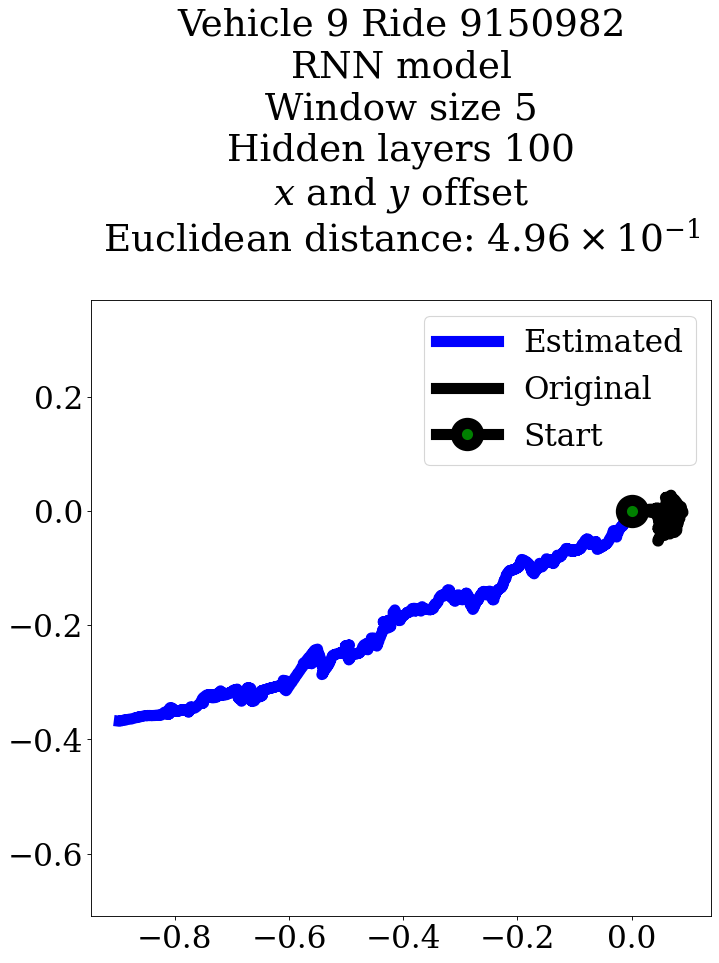 Vehicle 9 Ride 9150982
RNN model
Window size 5
Hidden layers 100
x and y offset
Euclidean distance: 4.96 × 10⁻¹
Estimated
Original
Start
0.2
0.0
−0.2
−0.4
−0.6
−0.8 −0.6 −0.4 −0.2 0.0